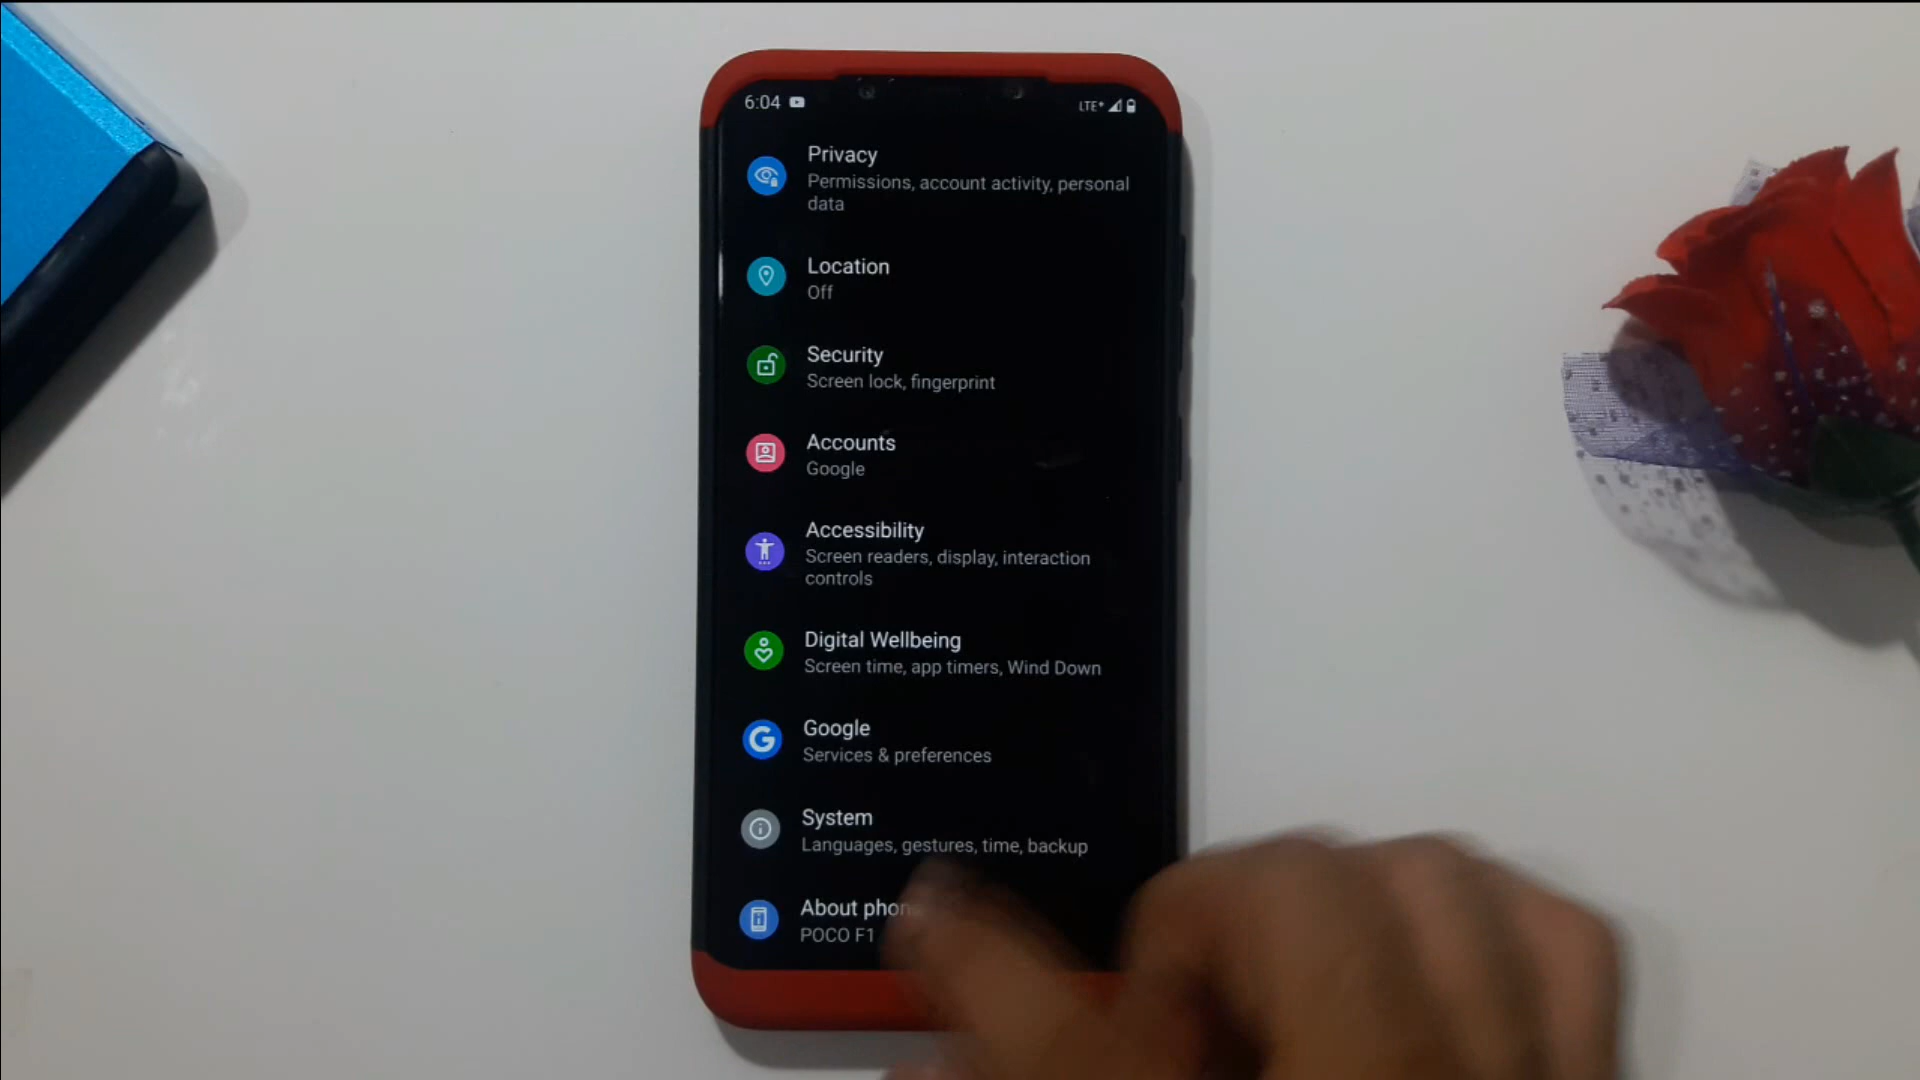 6:04
LTE+
Privacy
Permissions, account activity, personal
data
Location
Off
Security
Screen lock, fingerprint
Accounts
Google
Accessibility
Screen readers, display, interaction
controls
Digital Wellbeing
Screen time, app timers, Wind Down
Google
Services & preferences
System
Languages, gestures, time, backup
About phone
POCO F1